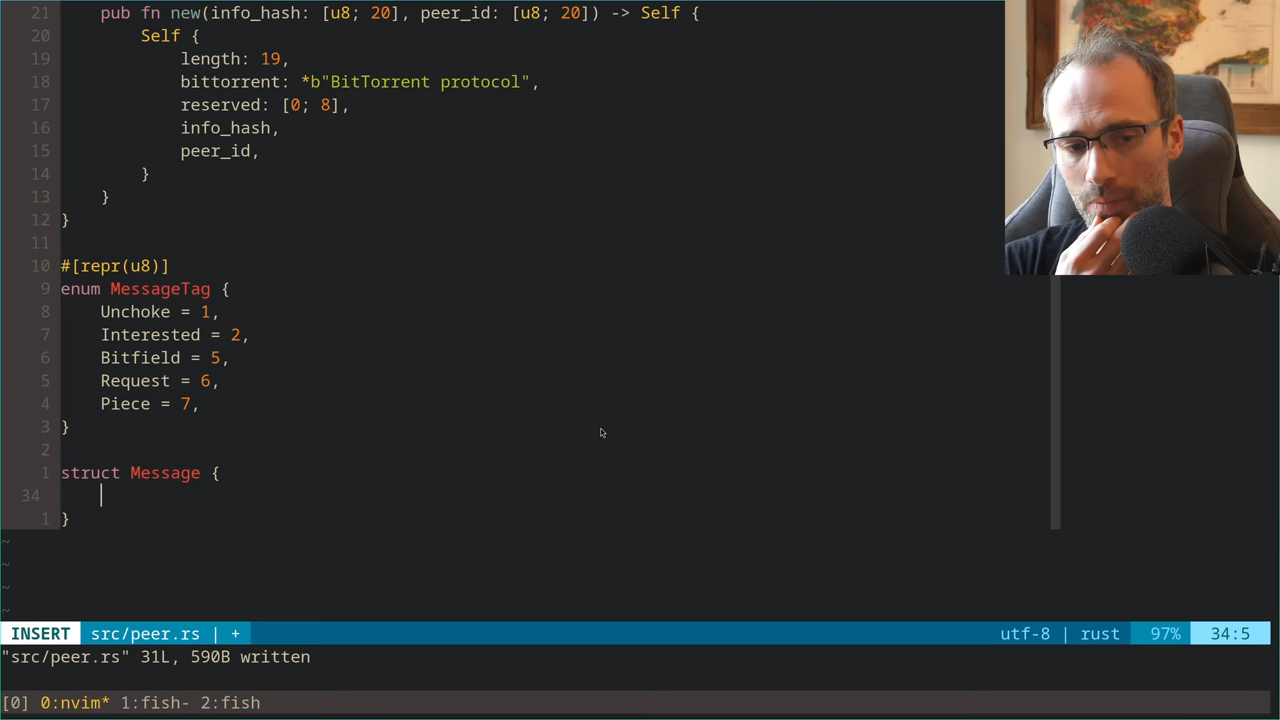 21     pub fn new(info_hash: [u8; 20], peer_id: [u8; 20]) -> Self {
20         Self {
19             length: 19,
18             bittorrent: *b"BitTorrent protocol",
17             reserved: [0; 8],
16             info_hash,
15             peer_id,
14         }
13     }
12 }
11
10 #[repr(u8)]
9 enum MessageTag {
8     Unchoke = 1,
7     Interested = 2,
6     Bitfield = 5,
5     Request = 6,
4     Piece = 7,
3 }
2
1 struct Message {
34
1 }
~
~
~
~
INSERT src/peer.rs | + utf-8 | rust 97% 34:5
"src/peer.rs" 31L, 590B written
[0] 0:nvim* 1:fish- 2:fish